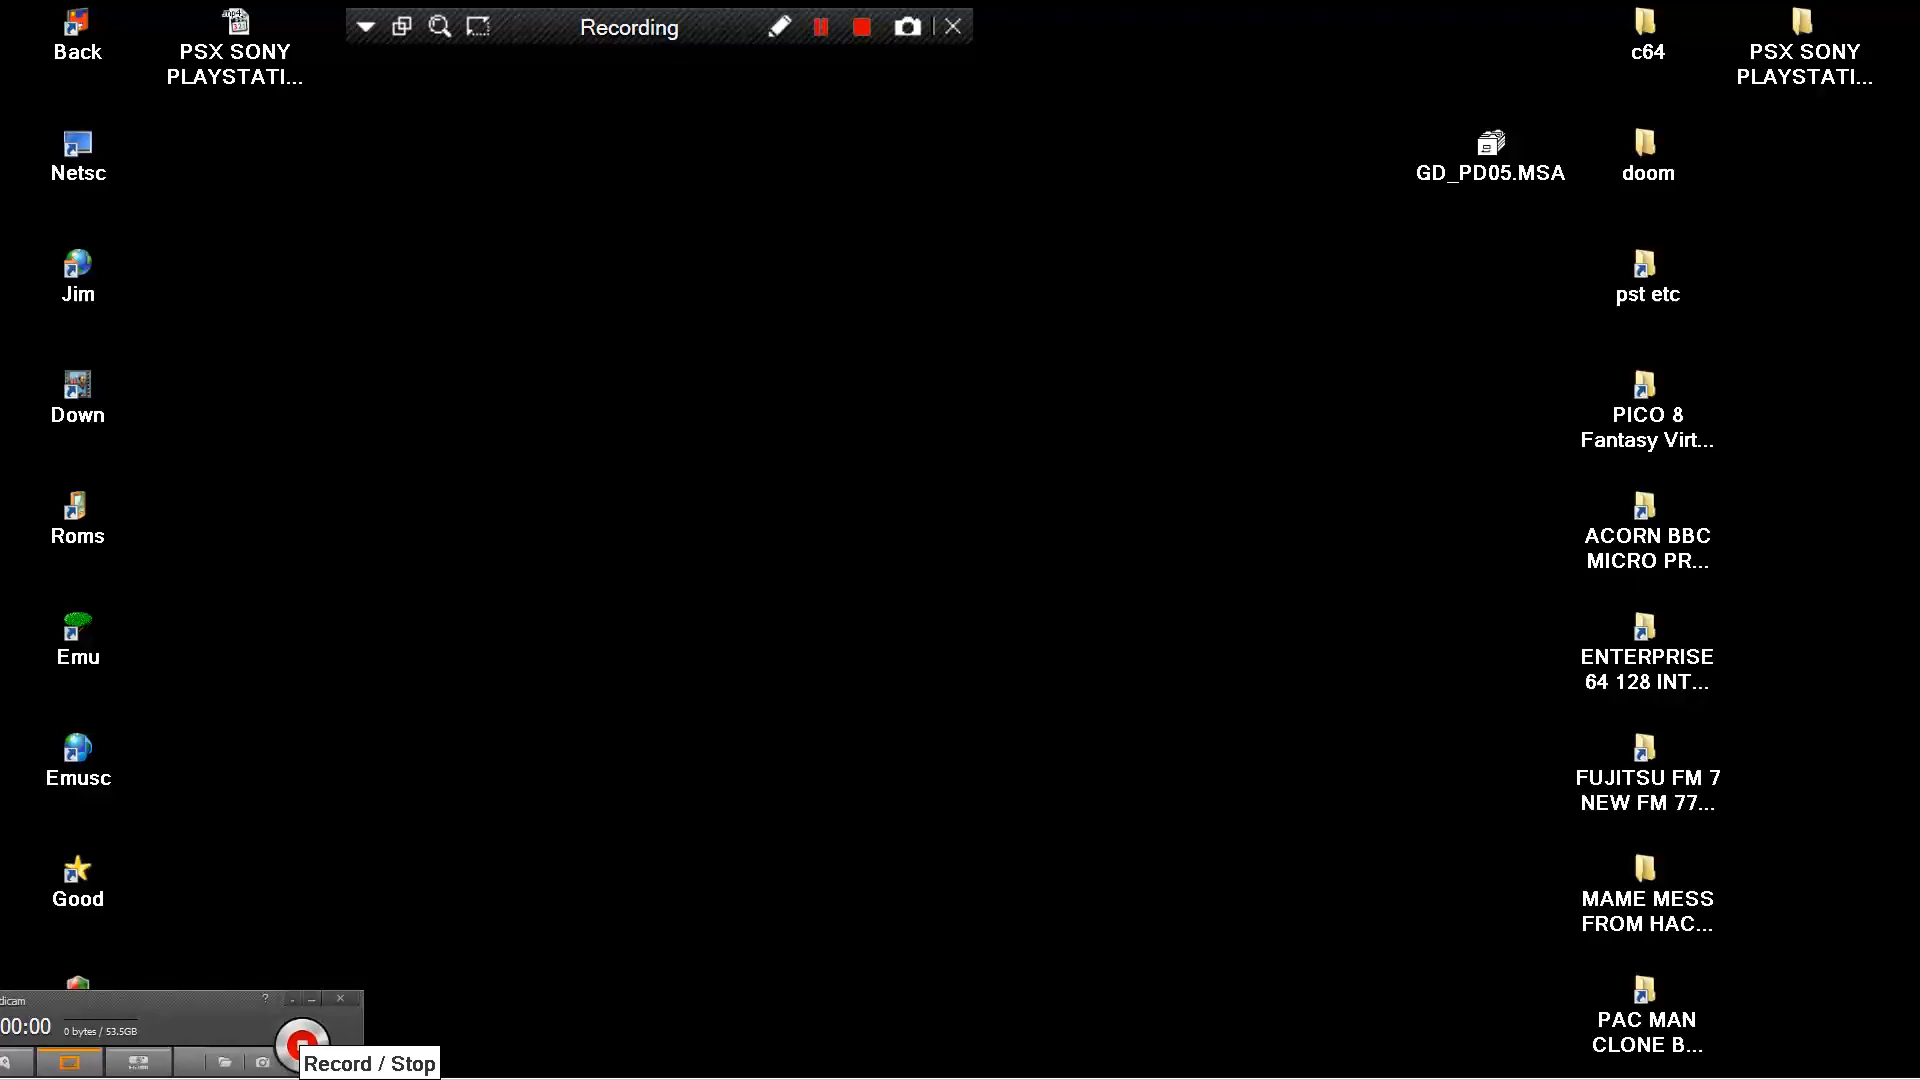 Back
PSX SONY
PLAYSTATI...
Recording
c64
PSX SONY
PLAYSTATI...
Netsc
GD_PD05.MSA
doom
Jim
pst etc
Down
PICO 8
Fantasy Virt...
Roms
ACORN BBC
MICRO PR...
Emu
ENTERPRISE
64 128 INT...
Emusc
FUJITSU FM 7
NEW FM 77...
Good
MAME MESS
FROM HAC...
dicam
00:00
0 bytes / 53.5GB
Record / Stop
PAC MAN
CLONE B...